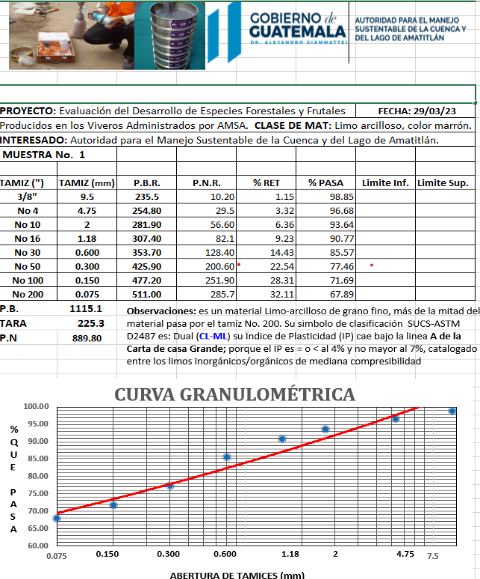 GOBIERNO de
GUATEMALA
DR. ALEJANDRO GIAMMATTEI
AUTORIDAD PARA EL MANEJO
SUSTENTABLE DE LA CUENCA Y
DEL LAGO DE AMATITLÁN
PROYECTO: Evaluación del Desarrollo de Especies Forestales y Frutales FECHA: 29/03/23
Producidos en los Viveros Administrados por AMSA. CLASE DE MAT: Limo arcilloso, color marrón.
INTERESADO: Autoridad para el Manejo Sustentable de la Cuenca y del Lago de Amatitlán.
MUESTRA No. 1
TAMIZ (") TAMIZ (mm) P.B.R. P.N.R. % RET % PASA Limite Inf. Limite Sup.
3/8" 9.5 235.5 10.20 1.15 98.85
No 4 4.75 254.80 29.5 3.32 96.68
No 10 2 281.90 56.60 6.36 93.64
No 16 1.18 307.40 82.1 9.23 90.77
No 30 0.600 353.70 128.40 14.43 85.57
No 50 0.300 425.90 200.60 22.54 77.46
No 100 0.150 477.20 251.90 28.31 71.69
No 200 0.075 511.00 285.7 32.11 67.89
P.B. 1115.1
TARA 225.3
P.N 889.80
Observaciones: es un material Limo-arcilloso de grano fino, más de la mitad del
material pasa por el tamíz No. 200. Su simbolo de clasificación SUCS-ASTM
D2487 es: Dual (CL-ML) su Índice de Plasticidad (IP) cae bajo la linea A de la
Carta de casa Grande; porque el IP es = o < al 4% y no mayor al 7%, catalogado
entre los limos inorgánicos/orgánicos de mediana compresibilidad
CURVA GRANULOMÉTRICA
% QUE PASA
100.00
95.00
90.00
85.00
80.00
75.00
70.00
65.00
60.00
0.075 0.150 0.300 0.600 1.18 2 4.75 7.5
ABERTURA DE TAMICES (mm)